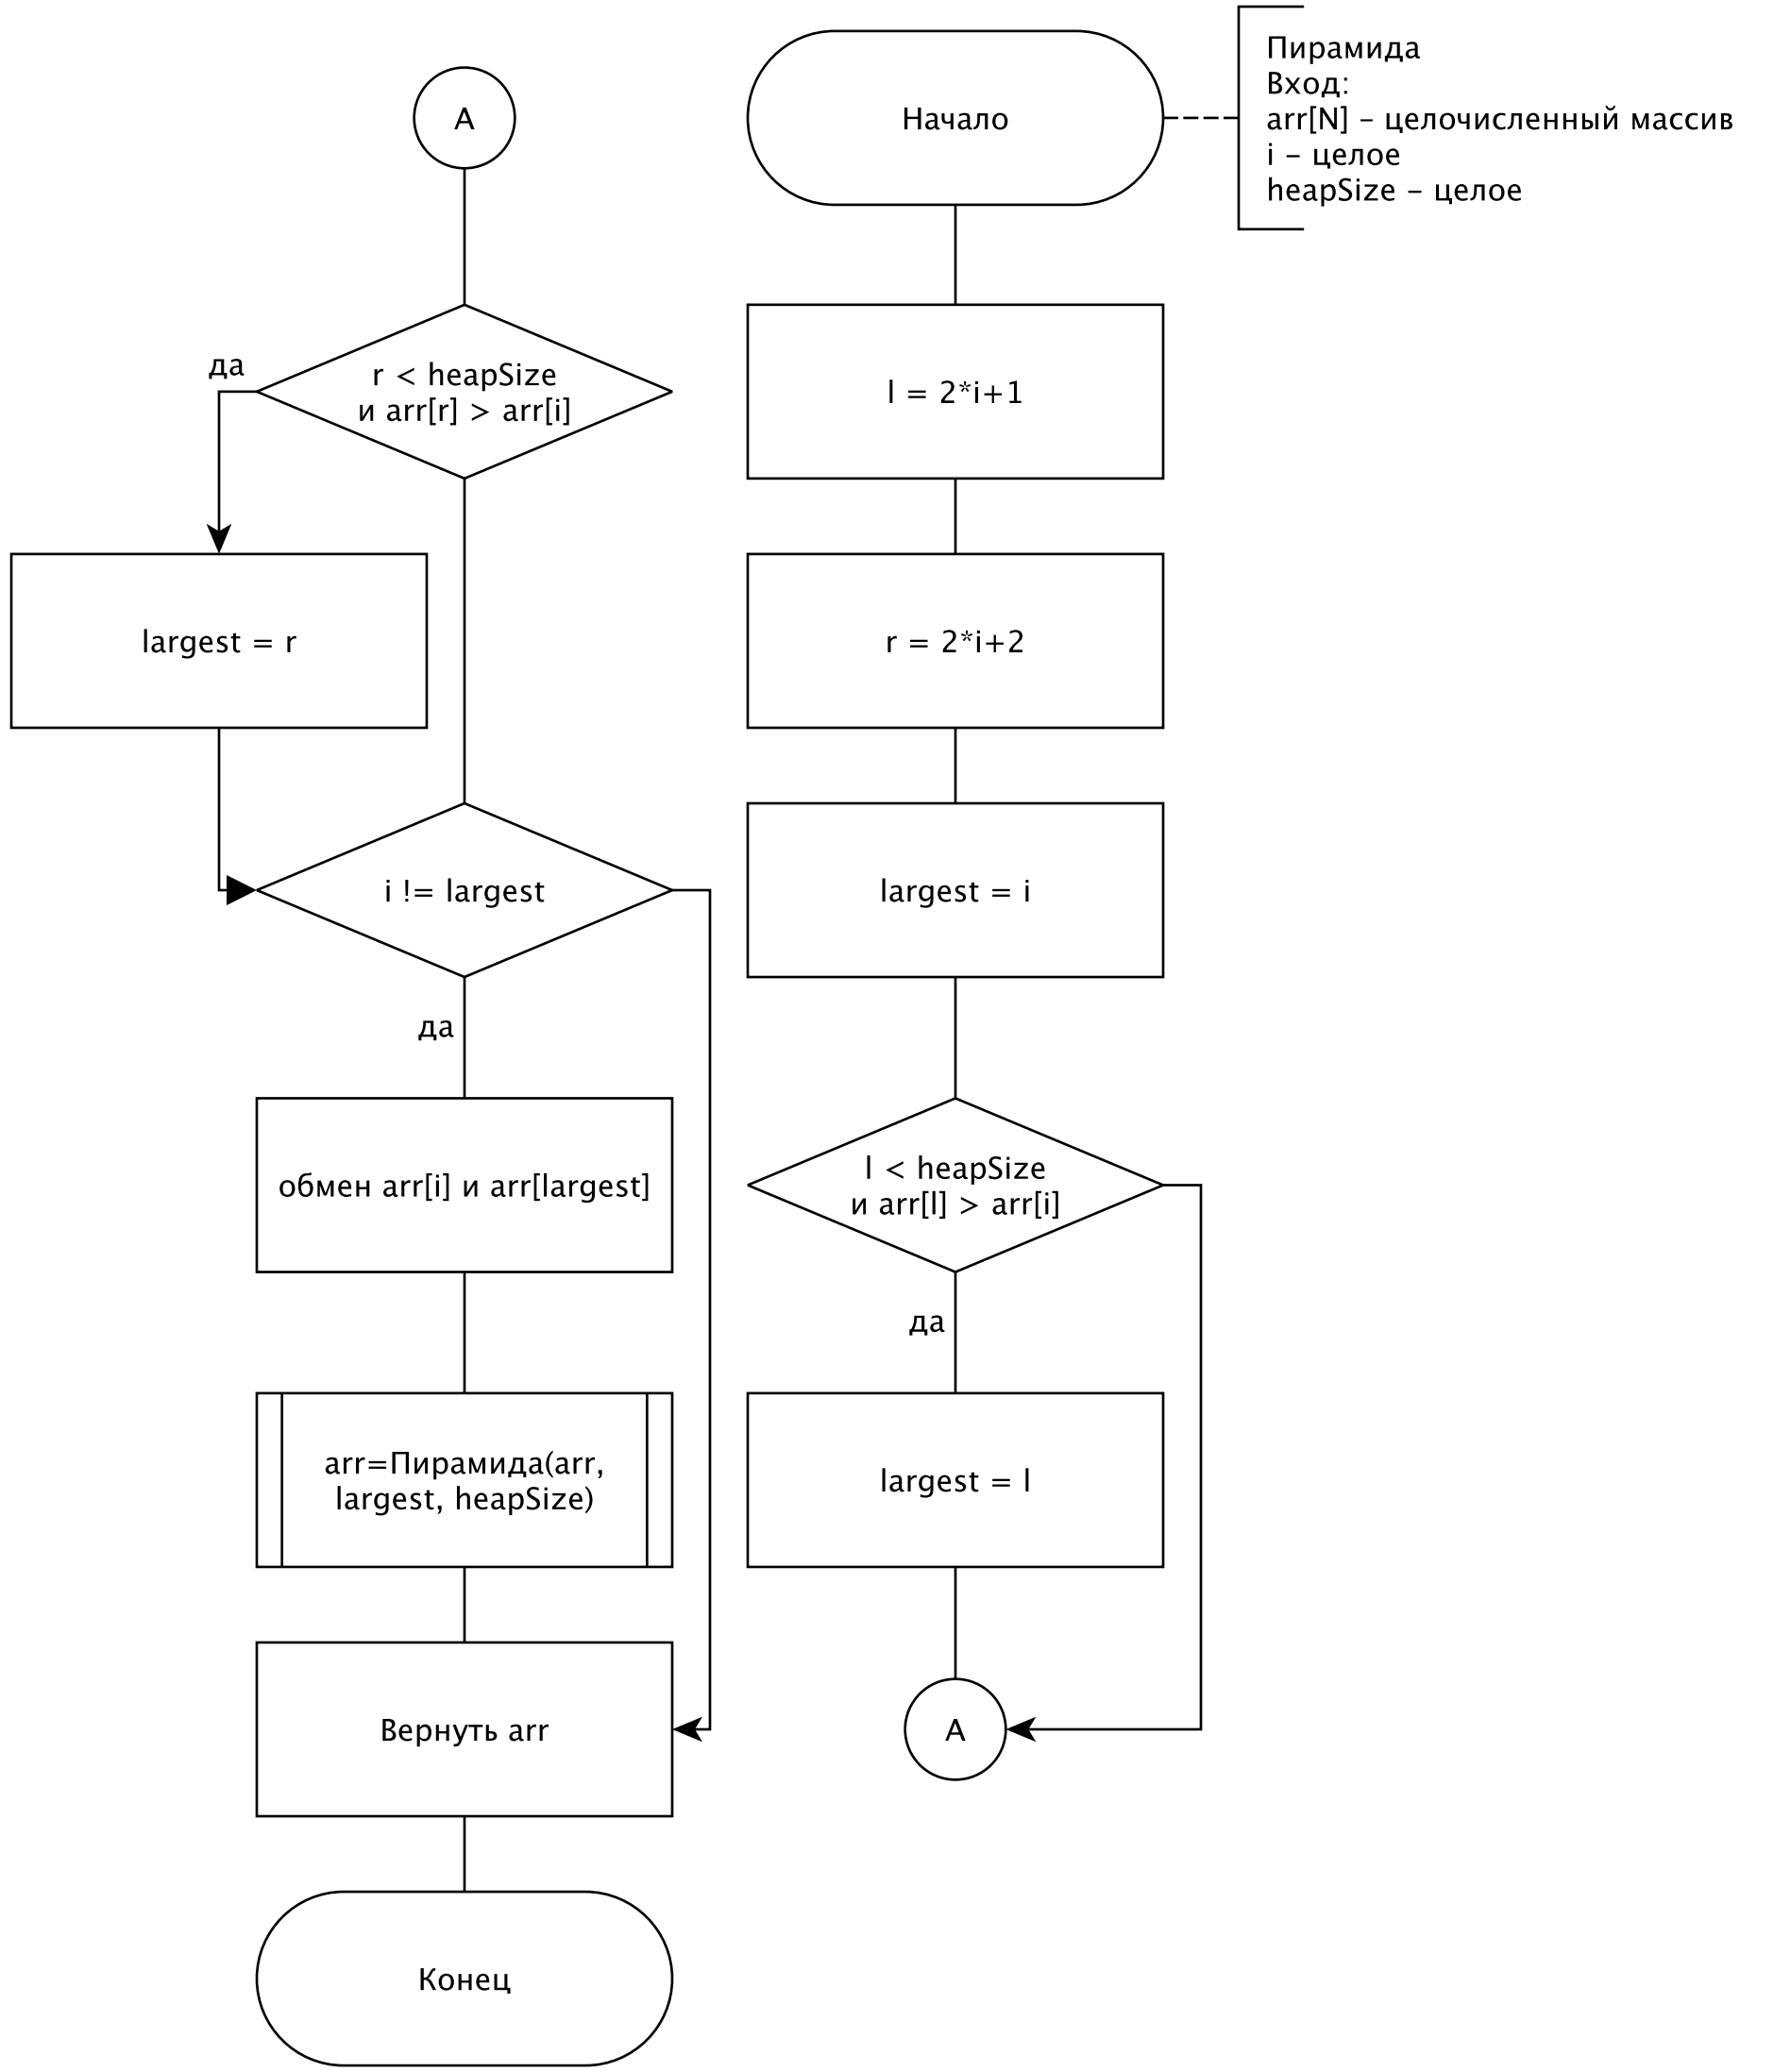 A
r < heapSize
и arr[r] > arr[i]
да
largest = r
i != largest
да
обмен arr[i] и arr[largest]
arr=Пирамида(arr,
largest, heapSize)
Вернуть arr
Конец
Начало
Пирамида
Вход:
arr[N] – целочисленный массив
i – целое
heapSize – целое
l = 2*i+1
r = 2*i+2
largest = i
l < heapSize
и arr[l] > arr[i]
да
largest = l
A